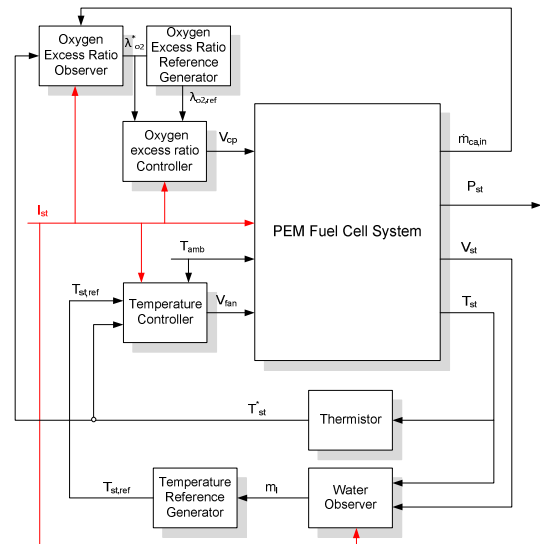 Oxygen
Excess Ratio
Observer
λ*o2
Oxygen
Excess Ratio
Reference
Generator
λo2,ref
Oxygen
excess ratio
Controller
Vcp
ṁca,in
Pst
Ist
PEM Fuel Cell System
Tamb
Vst
Tst,ref
Temperature
Controller
Vfan
Tst
T*st
Thermistor
Tst,ref
Temperature
Reference
Generator
ml
Water
Observer